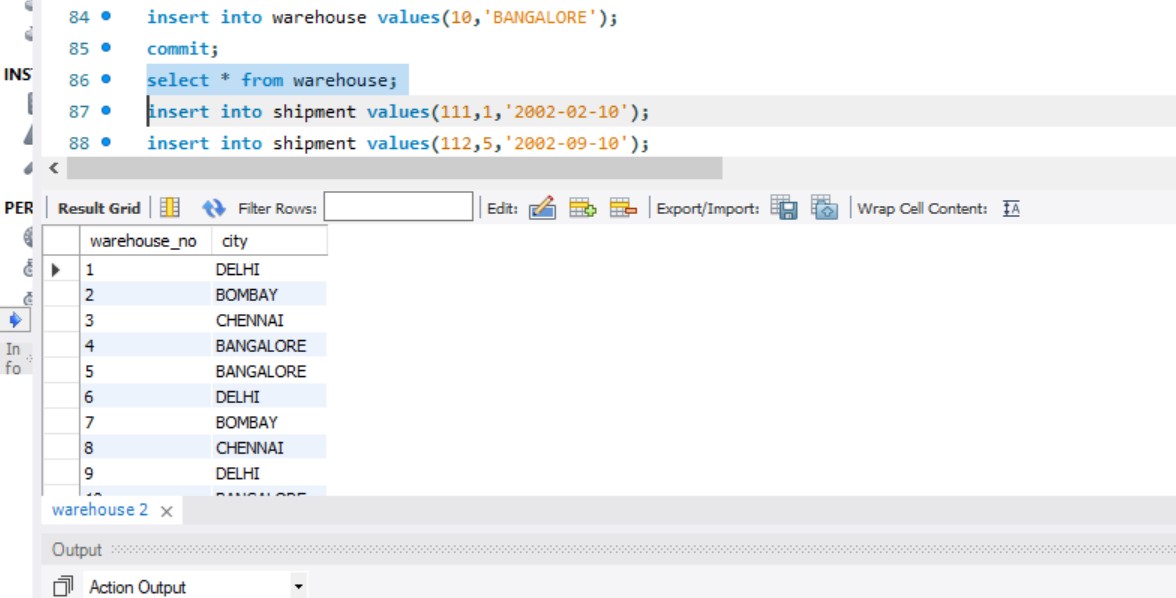 84 insert into warehouse values(10,'BANGALORE');
85 commit;
INS
86 select * from warehouse;
87 insert into shipment values(111,1,'2002-02-10');
88 insert into shipment values(112,5,'2002-09-10');
PER
Result Grid Filter Rows: Edit: Export/Import: Wrap Cell Content:
warehouse_no city
1 DELHI
2 BOMBAY
3 CHENNAI
In
fo
4 BANGALORE
5 BANGALORE
6 DELHI
7 BOMBAY
8 CHENNAI
9 DELHI
10 BANGALORE
warehouse 2
Output
Action Output